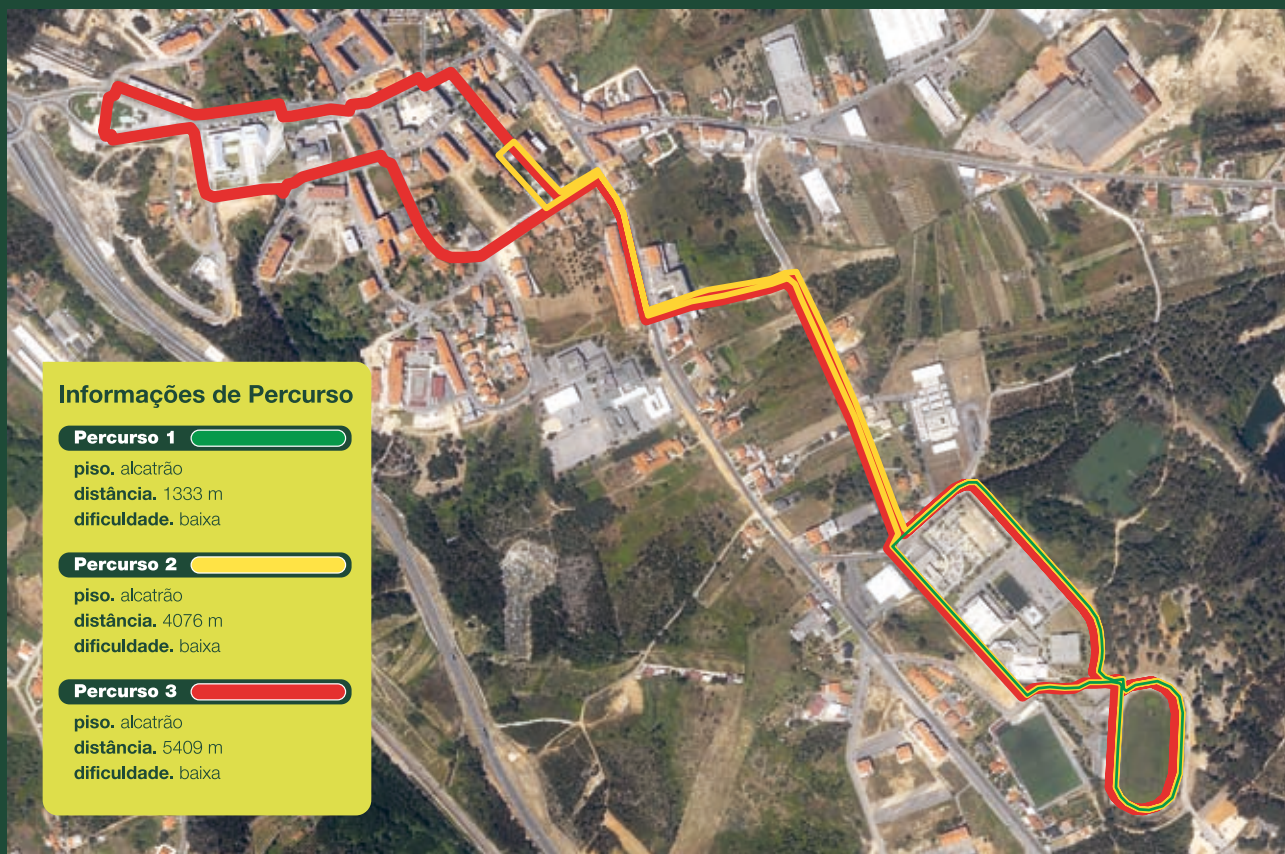 Informações de Percurso
Percurso 1
piso. alcatrão
distância. 1333 m
dificuldade. baixa
Percurso 2
piso. alcatrão
distância. 4076 m
dificuldade. baixa
Percurso 3
piso. alcatrão
distância. 5409 m
dificuldade. baixa